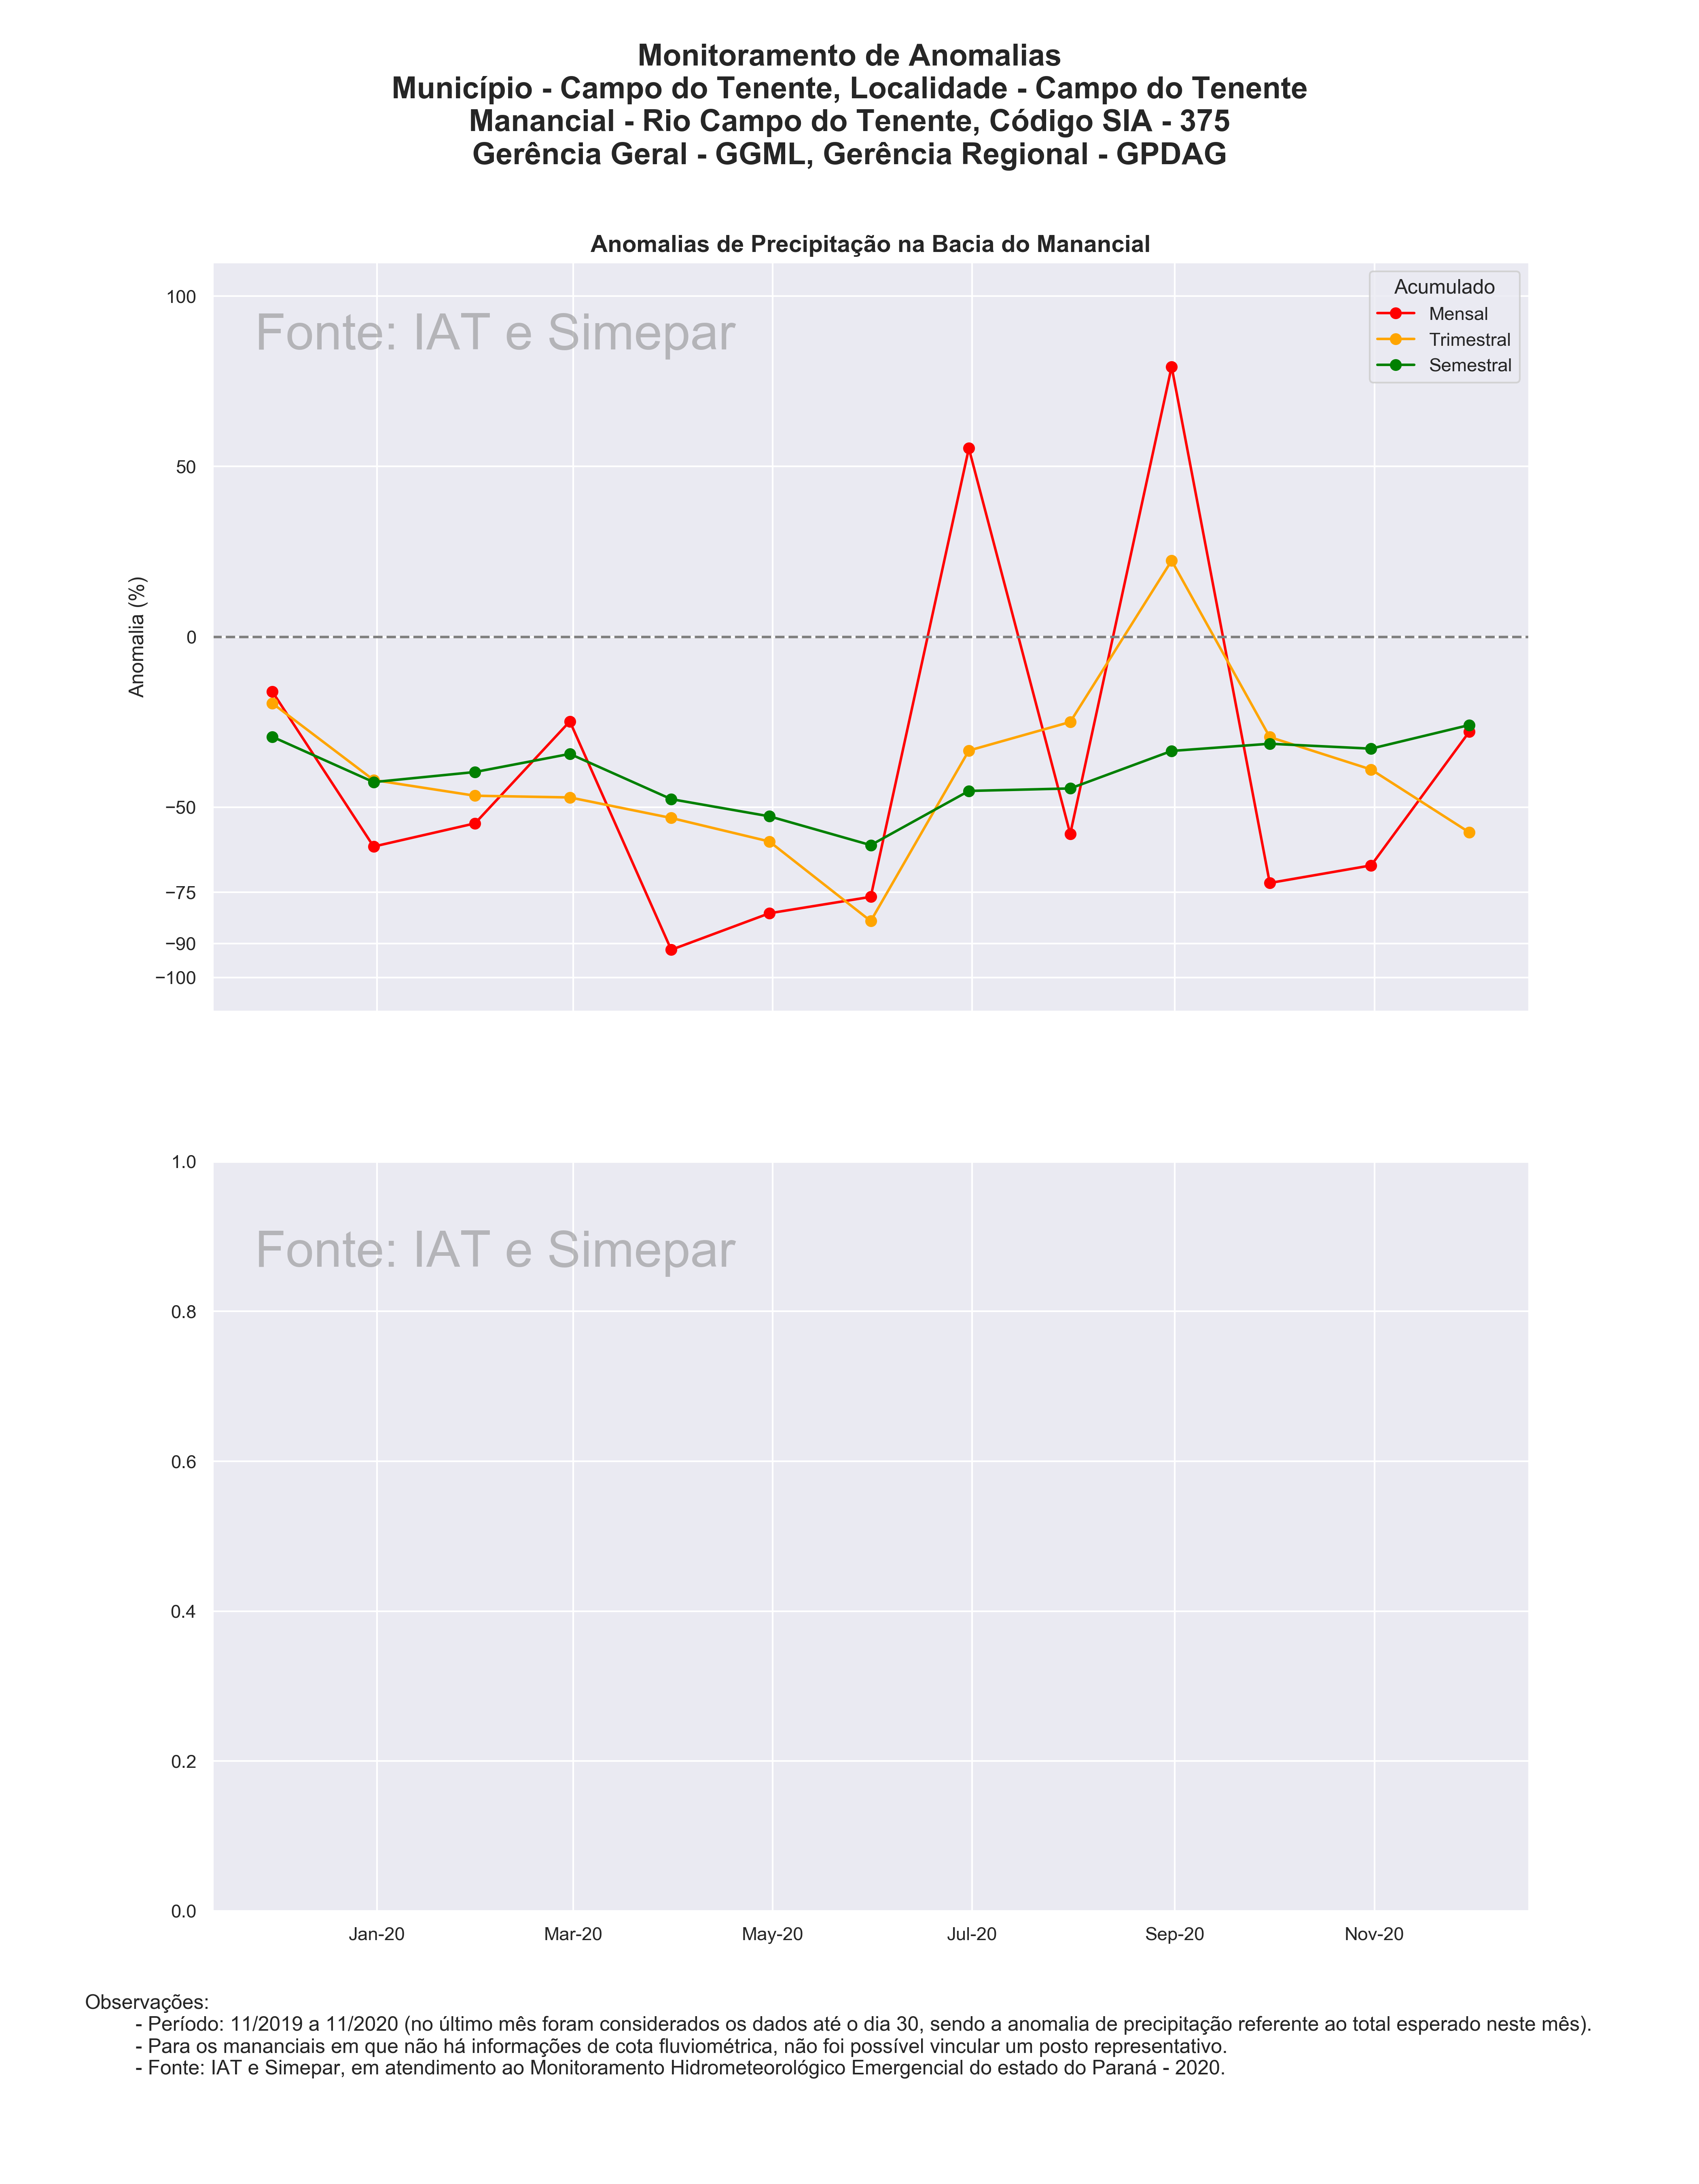 Monitoramento de Anomalias
Município - Campo do Tenente, Localidade - Campo do Tenente
Manancial - Rio Campo do Tenente, Código SIA - 375
Gerência Geral - GGML, Gerência Regional - GPDAG
Anomalias de Precipitação na Bacia do Manancial
Fonte: IAT e Simepar
Acumulado
Mensal
Trimestral
Semestral
Anomalia (%)
100
50
0
−50
−75
−90
−100
Fonte: IAT e Simepar
1.0
0.8
0.6
0.4
0.2
0.0
Jan-20 Mar-20 May-20 Jul-20 Sep-20 Nov-20
Observações:
- Período: 11/2019 a 11/2020 (no último mês foram considerados os dados até o dia 30, sendo a anomalia de precipitação referente ao total esperado neste mês).
- Para os mananciais em que não há informações de cota fluviométrica, não foi possível vincular um posto representativo.
- Fonte: IAT e Simepar, em atendimento ao Monitoramento Hidrometeorológico Emergencial do estado do Paraná - 2020.